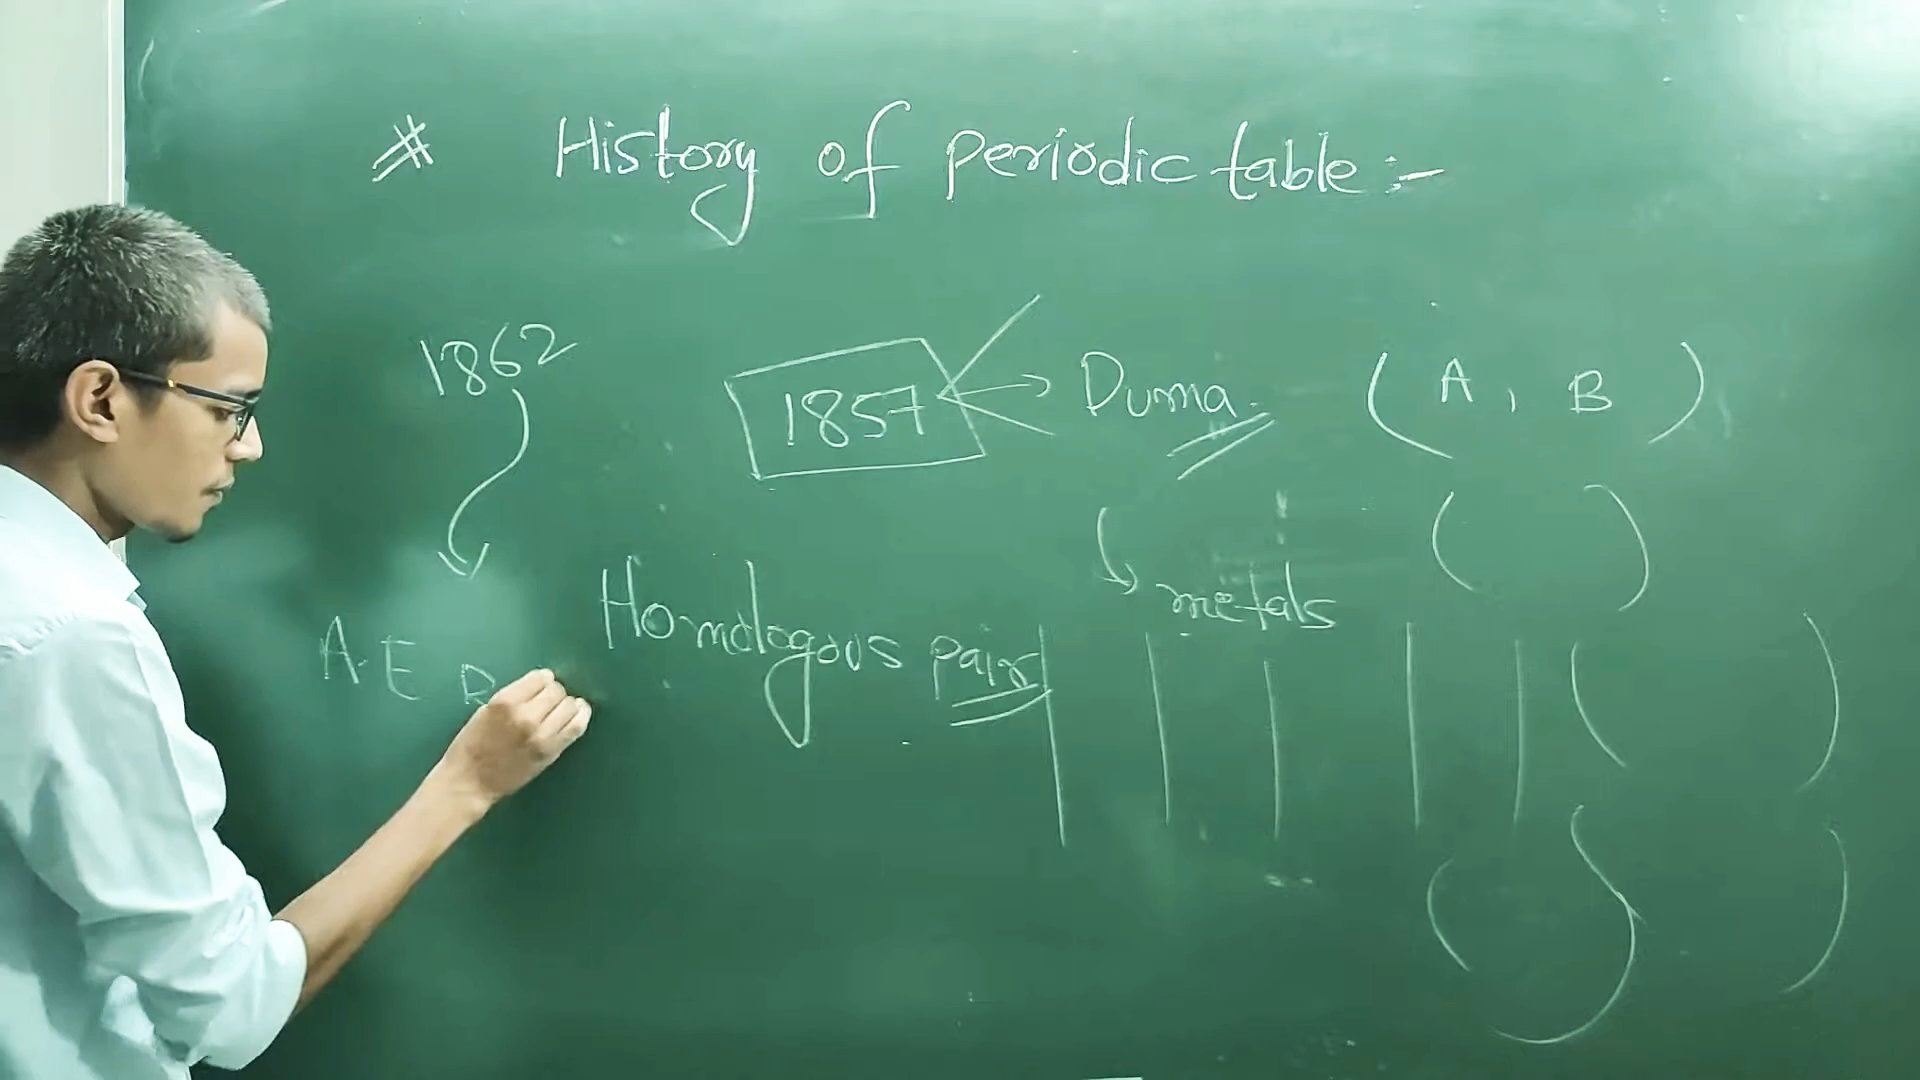 * History of periodic table :-
1862
1857 → Duma. ( A , B )
metals
Homologous pair
A. E